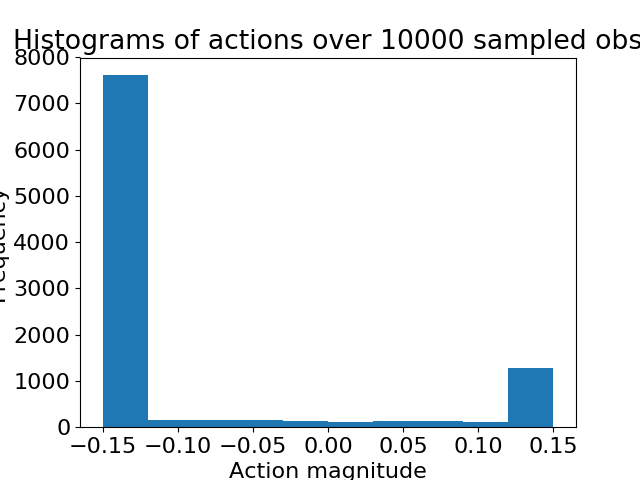 Histograms of actions over 10000 sampled obs
8000
7000
6000
5000
4000
3000
2000
1000
0
Frequency
−0.15 −0.10 −0.05 0.00 0.05 0.10 0.15
Action magnitude